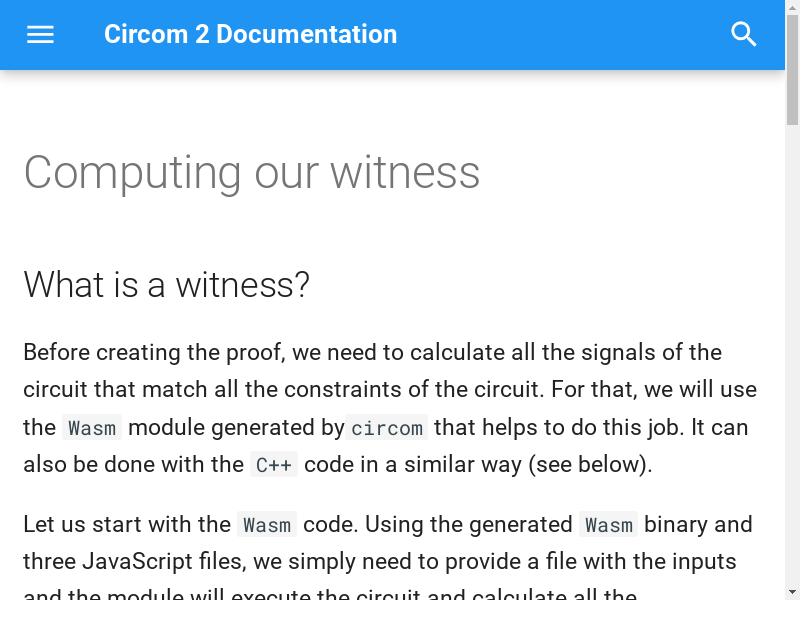 Circom 2 Documentation
Computing our witness
What is a witness?
Before creating the proof, we need to calculate all the signals of the
circuit that match all the constraints of the circuit. For that, we will use
the Wasm module generated by circom that helps to do this job. It can
also be done with the C++ code in a similar way (see below).
Let us start with the Wasm code. Using the generated Wasm binary and
three JavaScript files, we simply need to provide a file with the inputs
and the module will execute the circuit and calculate all the